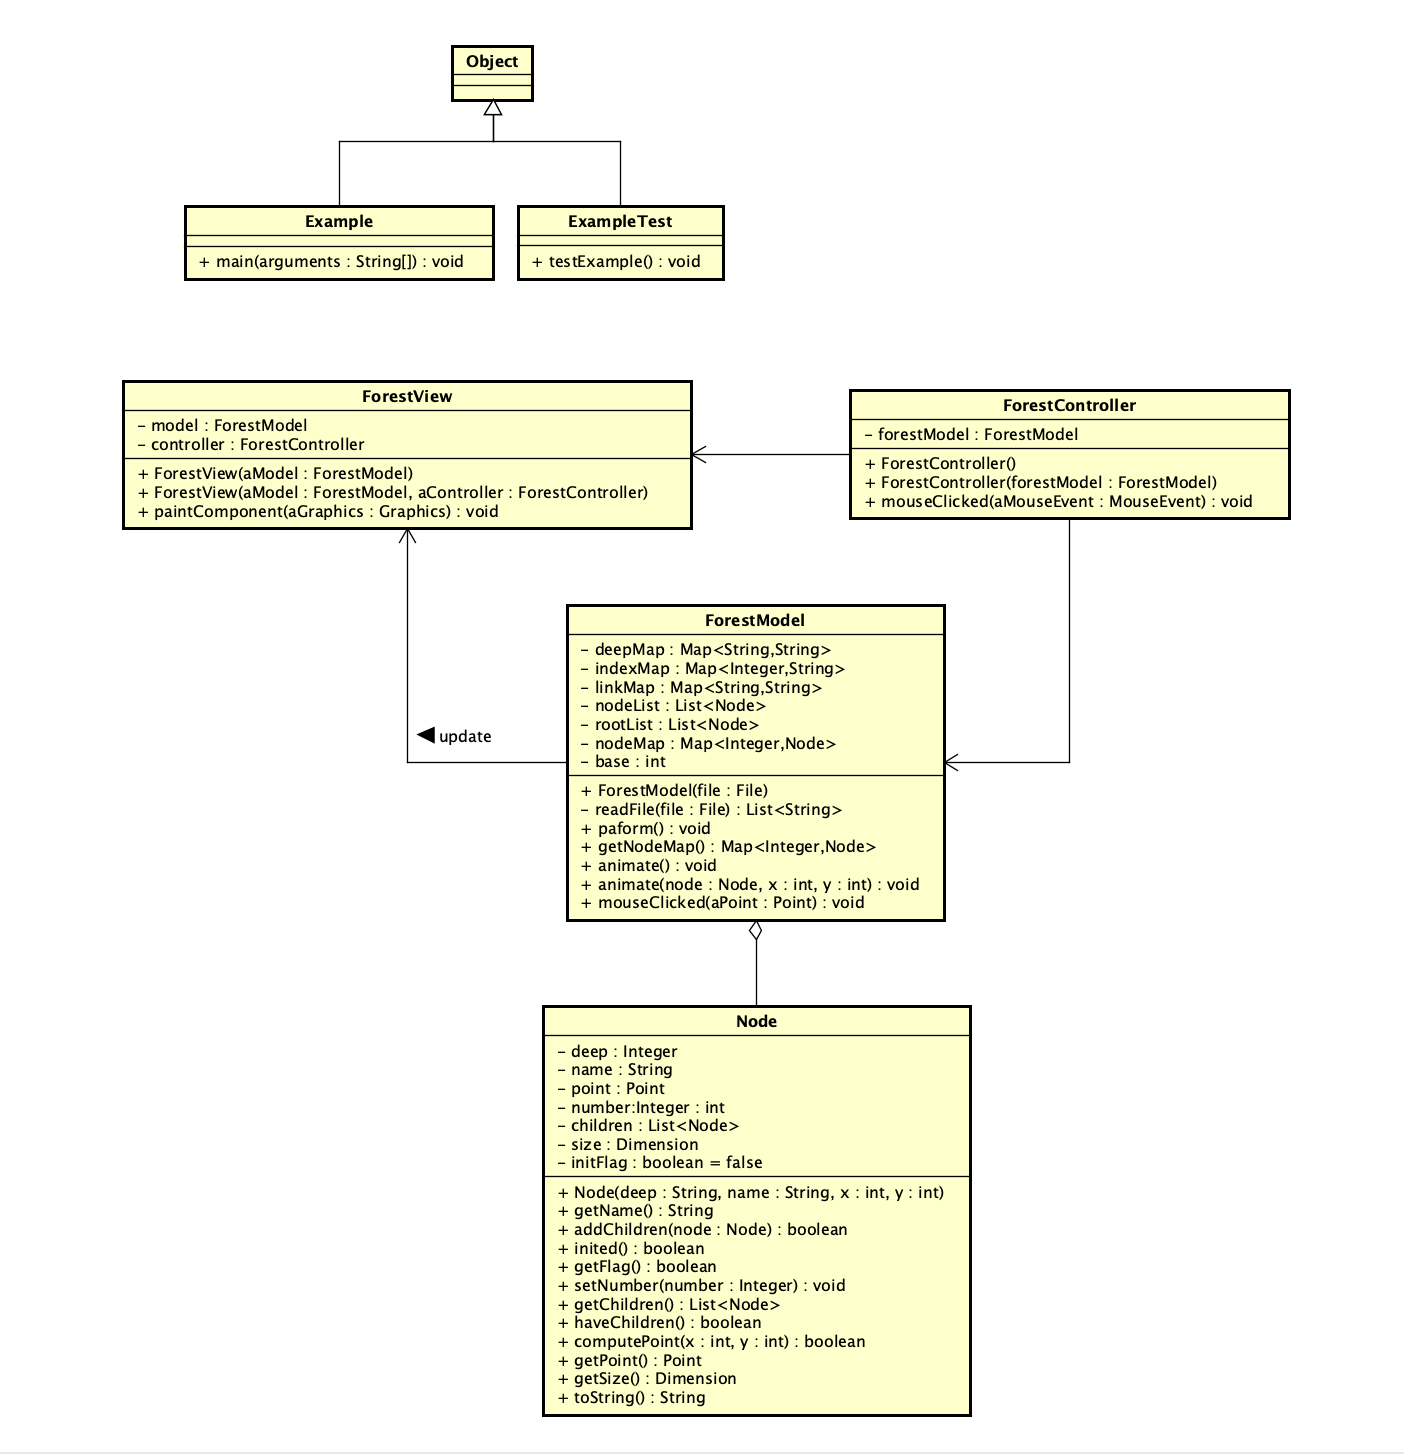 Object
Example
+ main(arguments : String[]) : void
ExampleTest
+ testExample() : void
ForestView
– model : ForestModel
– controller : ForestController
+ ForestView(aModel : ForestModel)
+ ForestView(aModel : ForestModel, aController : ForestController)
+ paintComponent(aGraphics : Graphics) : void
ForestController
– forestModel : ForestModel
+ ForestController()
+ ForestController(forestModel : ForestModel)
+ mouseClicked(aMouseEvent : MouseEvent) : void
update
ForestModel
– deepMap : Map<String,String>
– indexMap : Map<Integer,String>
– linkMap : Map<String,String>
– nodeList : List<Node>
– rootList : List<Node>
– nodeMap : Map<Integer,Node>
– base : int
+ ForestModel(file : File)
– readFile(file : File) : List<String>
+ paform() : void
+ getNodeMap() : Map<Integer,Node>
+ animate() : void
+ animate(node : Node, x : int, y : int) : void
+ mouseClicked(aPoint : Point) : void
Node
– deep : Integer
– name : String
– point : Point
– number:Integer : int
– children : List<Node>
– size : Dimension
– initFlag : boolean = false
+ Node(deep : String, name : String, x : int, y : int)
+ getName() : String
+ addChildren(node : Node) : boolean
+ inited() : boolean
+ getFlag() : boolean
+ setNumber(number : Integer) : void
+ getChildren() : List<Node>
+ haveChildren() : boolean
+ computePoint(x : int, y : int) : boolean
+ getPoint() : Point
+ getSize() : Dimension
+ toString() : String